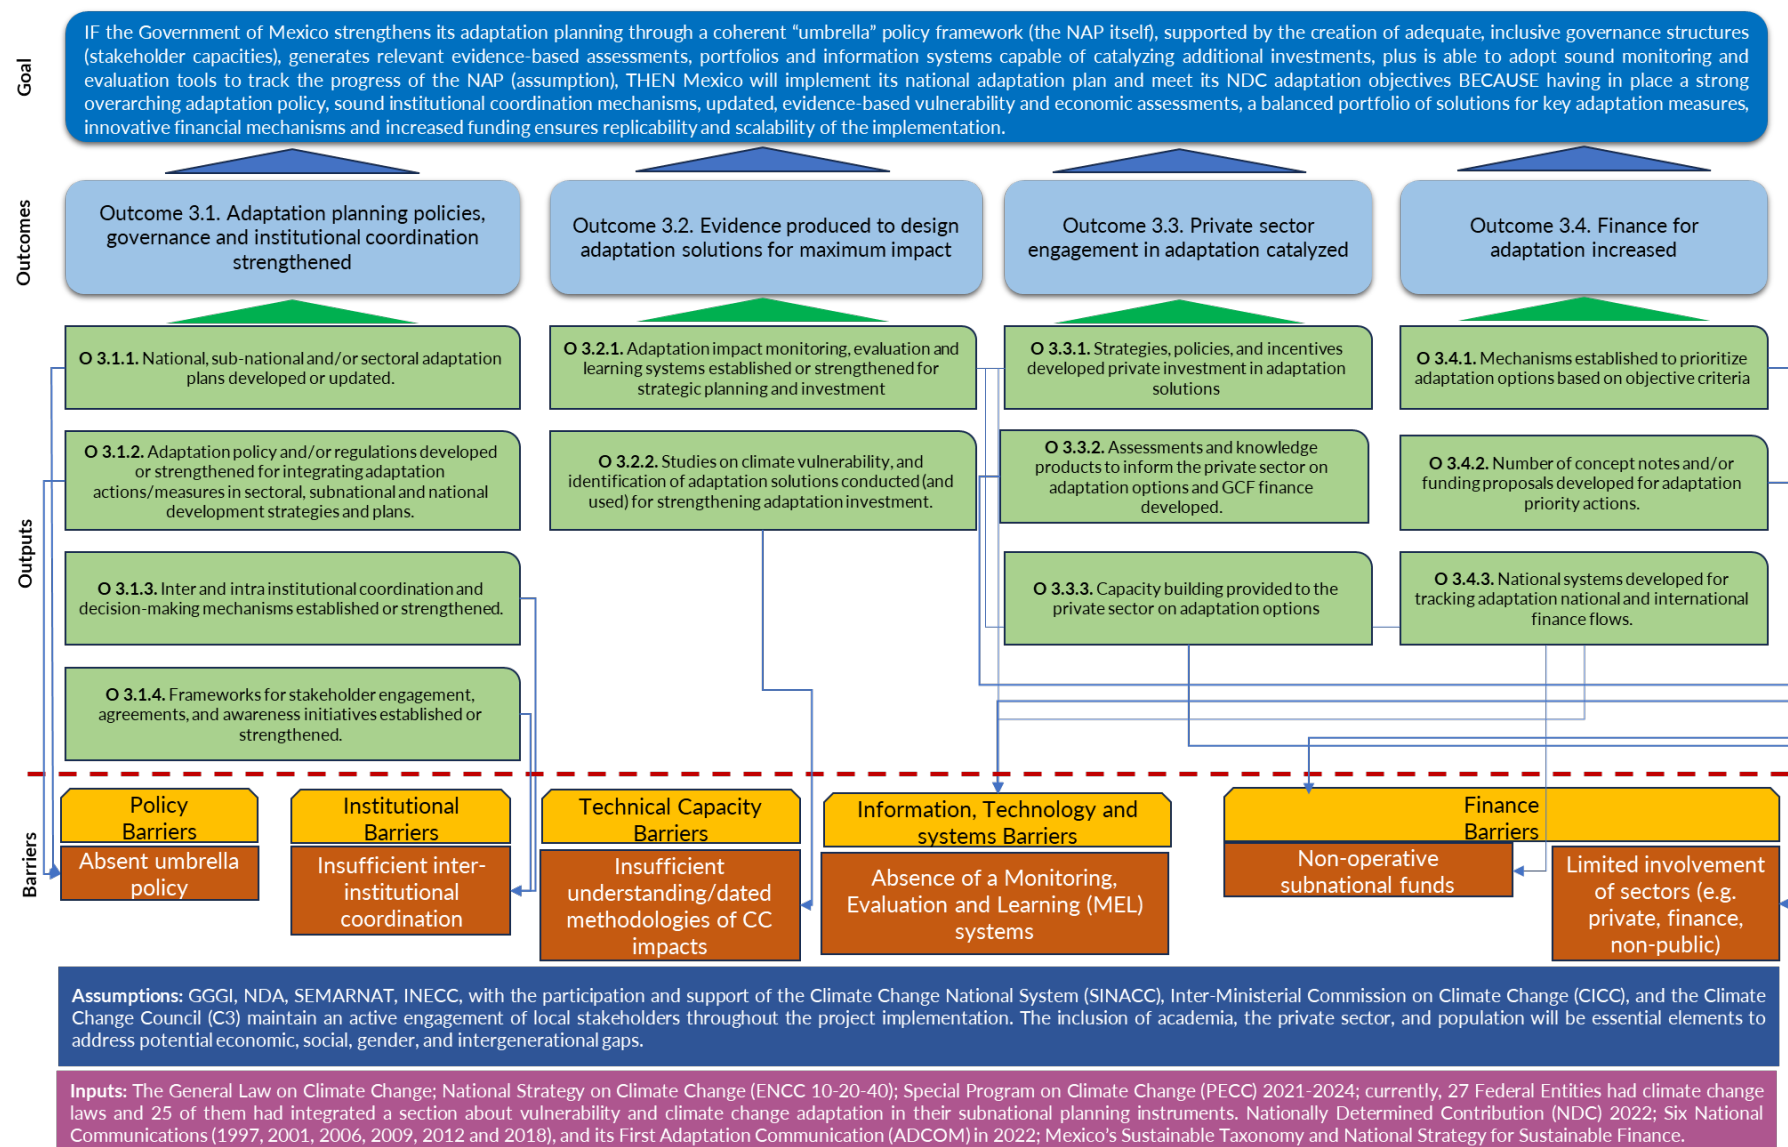 Goal
IF the Government of Mexico strengthens its adaptation planning through a coherent “umbrella” policy framework (the NAP itself), supported by the creation of adequate, inclusive governance structures
(stakeholder capacities), generates relevant evidence-based assessments, portfolios and information systems capable of catalyzing additional investments, plus is able to adopt sound monitoring and
evaluation tools to track the progress of the NAP (assumption), THEN Mexico will implement its national adaptation plan and meet its NDC adaptation objectives BECAUSE having in place a strong
overarching adaptation policy, sound institutional coordination mechanisms, updated, evidence-based vulnerability and economic assessments, a balanced portfolio of solutions for key adaptation measures,
innovative financial mechanisms and increased funding ensures replicability and scalability of the implementation.
Outcomes
Outcome 3.1. Adaptation planning policies,
governance and institutional coordination
strengthened
Outcome 3.2. Evidence produced to design
adaptation solutions for maximum impact
Outcome 3.3. Private sector
engagement in adaptation catalyzed
Outcome 3.4. Finance for
adaptation increased
Outputs
O 3.1.1. National, sub-national and/or sectoral adaptation
plans developed or updated.
O 3.1.2. Adaptation policy and/or regulations developed
or strengthened for integrating adaptation
actions/measures in sectoral, subnational and national
development strategies and plans.
O 3.1.3. Inter and intra institutional coordination and
decision-making mechanisms established or strengthened.
O 3.1.4. Frameworks for stakeholder engagement,
agreements, and awareness initiatives established or
strengthened.
O 3.2.1. Adaptation impact monitoring, evaluation and
learning systems established or strengthened for
strategic planning and investment
O 3.2.2. Studies on climate vulnerability, and
identification of adaptation solutions conducted (and
used) for strengthening adaptation investment.
O 3.3.1. Strategies, policies, and incentives
developed private investment in adaptation
solutions
O 3.3.2. Assessments and knowledge
products to inform the private sector on
adaptation options and GCF finance
developed.
O 3.3.3. Capacity building provided to the
private sector on adaptation options
O 3.4.1. Mechanisms established to prioritize
adaptation options based on objective criteria
O 3.4.2. Number of concept notes and/or
funding proposals developed for adaptation
priority actions.
O 3.4.3. National systems developed for
tracking adaptation national and international
finance flows.
Barriers
Policy
Barriers
Absent umbrella
policy
Institutional
Barriers
Insufficient inter-
institutional
coordination
Technical Capacity
Barriers
Insufficient
understanding/dated
methodologies of CC
impacts
Information, Technology and
systems Barriers
Absence of a Monitoring,
Evaluation and Learning (MEL)
systems
Finance
Barriers
Non-operative
subnational funds
Limited involvement
of sectors (e.g.
private, finance,
non-public)
Assumptions: GGGI, NDA, SEMARNAT, INECC, with the participation and support of the Climate Change National System (SINACC), Inter-Ministerial Commission on Climate Change (CICC), and the Climate
Change Council (C3) maintain an active engagement of local stakeholders throughout the project implementation. The inclusion of academia, the private sector, and population will be essential elements to
address potential economic, social, gender, and intergenerational gaps.
Inputs: The General Law on Climate Change; National Strategy on Climate Change (ENCC 10-20-40); Special Program on Climate Change (PECC) 2021-2024; currently, 27 Federal Entities had climate change
laws and 25 of them had integrated a section about vulnerability and climate change adaptation in their subnational planning instruments. Nationally Determined Contribution (NDC) 2022; Six National
Communications (1997, 2001, 2006, 2009, 2012 and 2018), and its First Adaptation Communication (ADCOM) in 2022; Mexico’s Sustainable Taxonomy and National Strategy for Sustainable Finance.